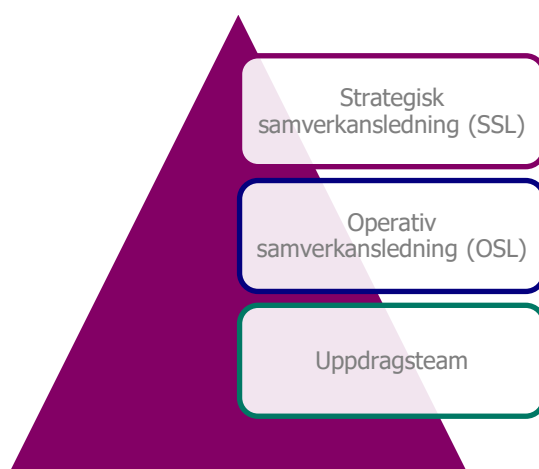 Strategisk
samverkansledning (SSL)
Operativ
samverkansledning (OSL)
Uppdragsteam